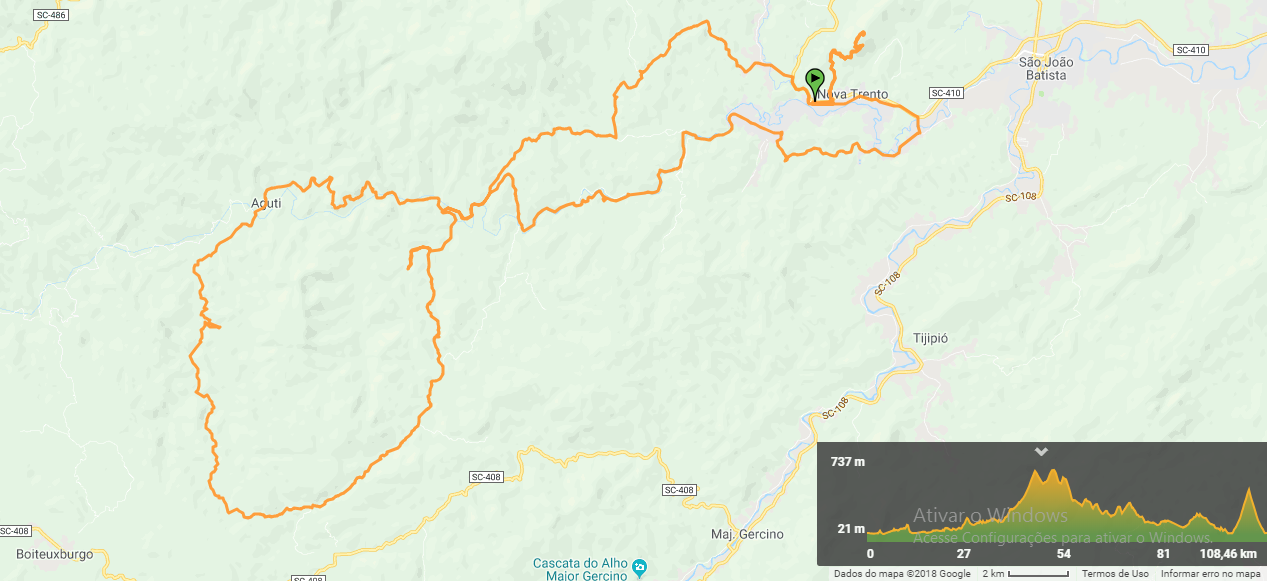 SC-486
SC-410
São João
Batista
SC-410
Nova Trento
SC-108
Aguti
SC-108
Tijipió
SC-108
SC-408
SC-408
SC-408
Boiteuxburgo
Maj. Gercino
Cascata do Alho
Maior Gercino
SC-408
737 m
21 m
Ativar o Windows
Acesse Configurações para ativar o Windows.
0 27 54 81 108,46 km
Dados do mapa ©2018 Google 2 km Termos de Uso Informar erro no mapa